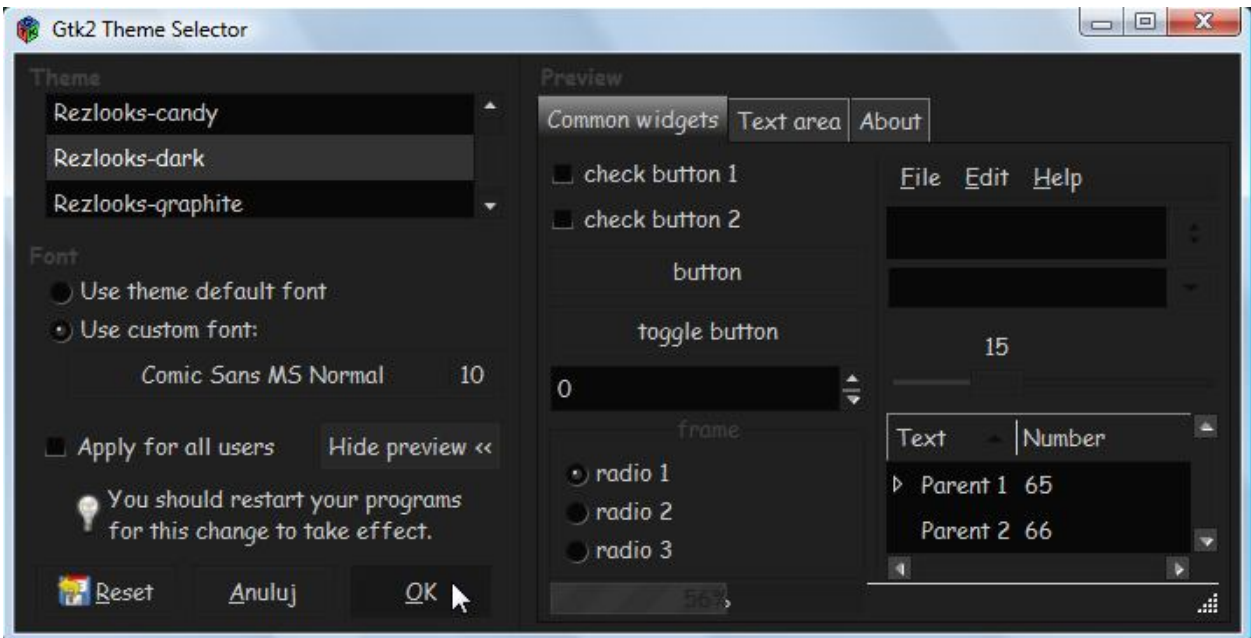 Gtk2 Theme Selector
Theme
Rezlooks-candy
Rezlooks-dark
Rezlooks-graphite
Font
Use theme default font
Use custom font:
Comic Sans MS Normal 10
Apply for all users
Hide preview <<
You should restart your programs
for this change to take effect.
Reset
Anuluj
OK
Preview
Common widgets
Text area
About
check button 1
check button 2
button
toggle button
0
frame
radio 1
radio 2
radio 3
56%
File Edit Help
15
Text Number
Parent 1 65
Parent 2 66